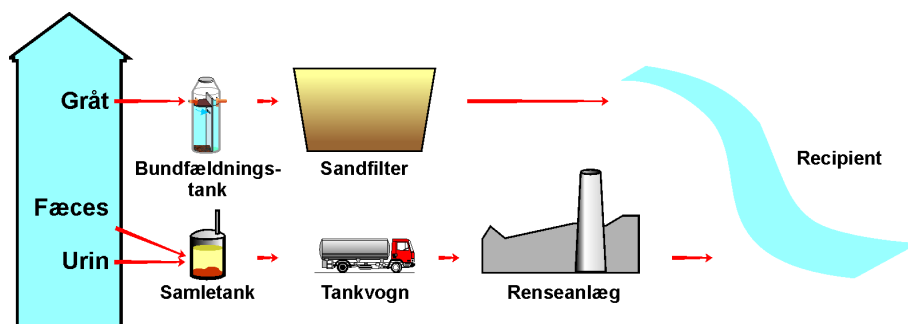 Gråt
Bundfældnings-
tank
Sandfilter
Recipient
Fæces
Urin
Samletank
Tankvogn
Renseanlæg